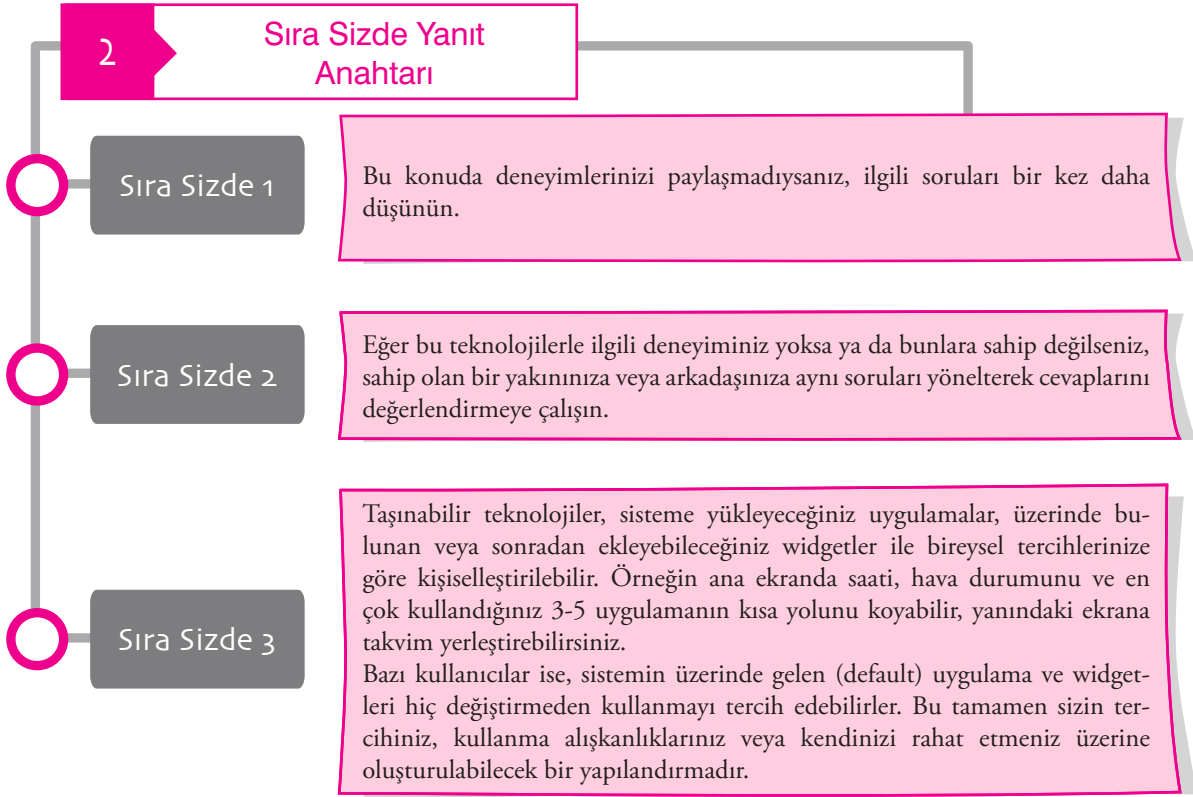 2
Sıra Sizde Yanıt
Anahtarı
Sıra Sizde 1
Bu konuda deneyimlerinizi paylaşmadıysanız, ilgili soruları bir kez daha
düşünün.
Sıra Sizde 2
Eğer bu teknolojilerle ilgili deneyiminiz yoksa ya da bunlara sahip değilseniz,
sahip olan bir yakınınıza veya arkadaşınıza aynı soruları yönelterek cevaplarını
değerlendirmeye çalışın.
Sıra Sizde 3
Taşınabilir teknolojiler, sisteme yükleyeceğiniz uygulamalar, üzerinde bu-
lunan veya sonradan ekleyebileceğiniz widgetler ile bireysel tercihlerinize
göre kişiselleştirilebilir. Örneğin ana ekranda saati, hava durumunu ve en
çok kullandığınız 3-5 uygulamanın kısa yolunu koyabilir, yanındaki ekrana
takvim yerleştirebilirsiniz.
Bazı kullanıcılar ise, sistemin üzerinde gelen (default) uygulama ve widget-
leri hiç değiştirmeden kullanmayı tercih edebilirler. Bu tamamen sizin ter-
cihiniz, kullanma alışkanlıklarınız veya kendinizi rahat etmeniz üzerine
oluşturulabilecek bir yapılandırmadır.